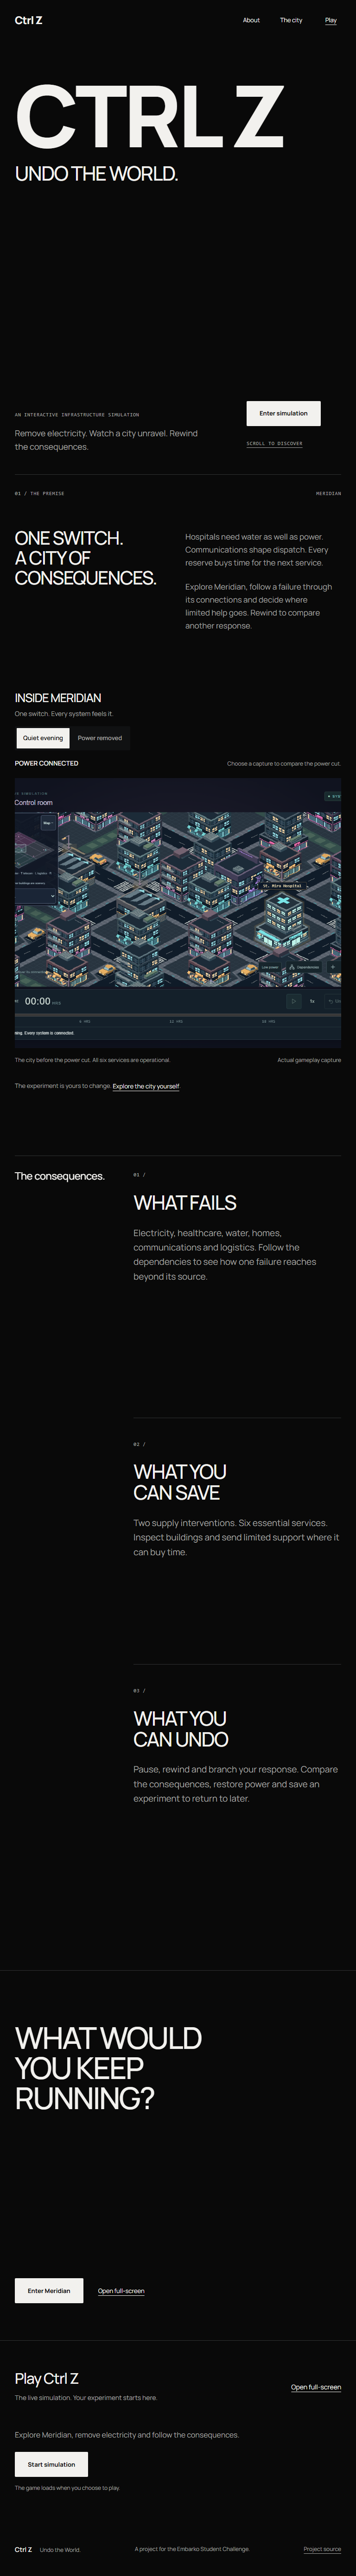 Ctrl Z
About
The city
Play
CTRL Z
UNDO THE WORLD.
AN INTERACTIVE INFRASTRUCTURE SIMULATION
Remove electricity. Watch a city unravel. Rewind
the consequences.
Enter simulation
SCROLL TO DISCOVER
01 / THE PREMISE
MERIDIAN
ONE SWITCH.
A CITY OF
CONSEQUENCES.
Hospitals need water as well as power.
Communications shape dispatch. Every
reserve buys time for the next service.
Explore Meridian, follow a failure through
its connections and decide where
limited help goes. Rewind to compare
another response.
INSIDE MERIDIAN
One switch. Every system feels it.
Quiet evening
Power removed
POWER CONNECTED
Choose a capture to compare the power cut.
Control room
St. Miro Hospital
Live power
Dependencies
00:00
6 HRS
The city before the power cut. All six services are operational.
Actual gameplay capture
The experiment is yours to change. Explore the city yourself
The consequences.
01 /
WHAT FAILS
Electricity, healthcare, water, homes,
communications and logistics. Follow the
dependencies to see how one failure reaches
beyond its source.
02 /
WHAT YOU
CAN SAVE
Two supply interventions. Six essential services.
Inspect buildings and send limited support where it
can buy time.
03 /
WHAT YOU
CAN UNDO
Pause, rewind and branch your response. Compare
the consequences, restore power and save an
experiment to return to later.
WHAT WOULD
YOU KEEP
RUNNING?
Enter Meridian
Open full-screen
Play Ctrl Z
The live simulation. Your experiment starts here.
Open full-screen
Explore Meridian, remove electricity and follow the consequences.
Start simulation
The game loads when you choose to play.
Ctrl Z
Undo the World.
A project for the Embarko Student Challenge.
Project source